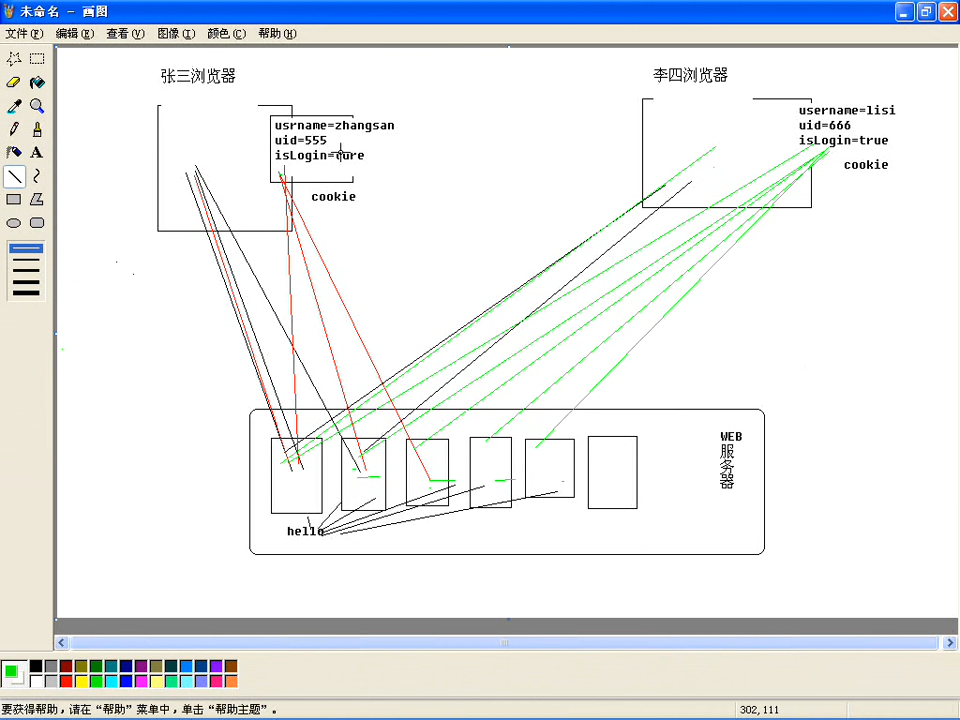 未命名 - 画图
文件(F) 编辑(E) 查看(V) 图像(I) 颜色(C) 帮助(H)
张三浏览器
李四浏览器
usrname=zhangsan
uid=555
isLogin=ture
cookie
username=lisi
uid=666
isLogin=true
cookie
WEB
服
务
器
hello
要获得帮助，请在“帮助”菜单中，单击“帮助主题”。
302,111